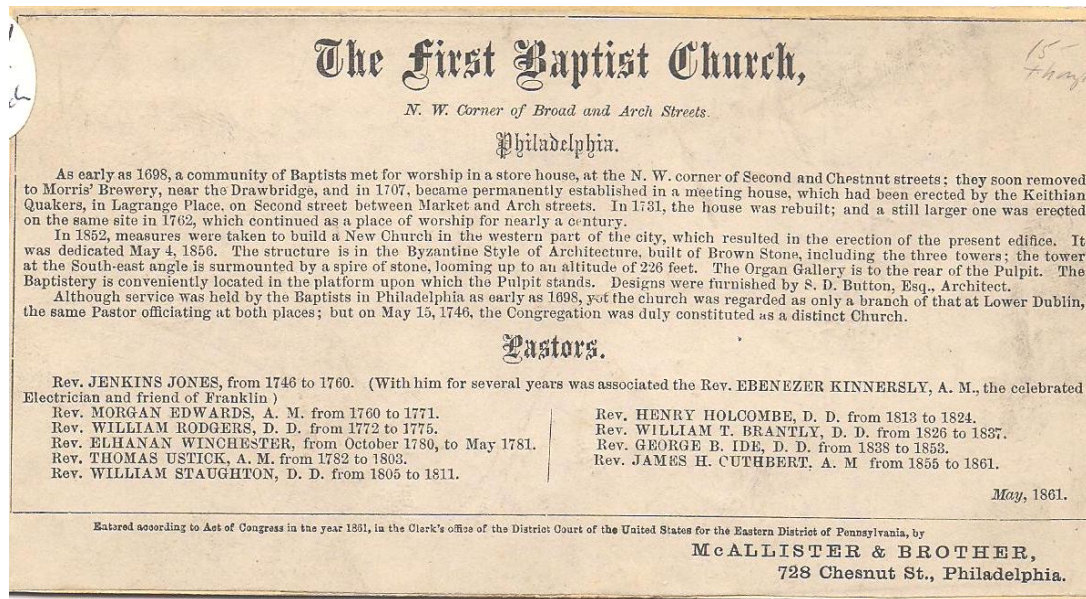 The First Baptist Church,
15-
N. W. Corner of Broad and Arch Streets.
Philadelphia.
As early as 1698, a community of Baptists met for worship in a store house, at the N. W. corner of Second and Chestnut streets; they soon removed
to Morris' Brewery, near the Drawbridge, and in 1707, became permanently established in a meeting house, which had been erected by the Keithian
Quakers, in Lagrange Place. on Second street between Market and Arch streets. In 1731, the house was rebuilt; and a still larger one was erected
on the same site in 1762, which continued as a place of worship for nearly a century.
In 1852, measures were taken to build a New Church in the western part of the city, which resulted in the erection of the present edifice. It
was dedicated May 4, 1856. The structure is in the Byzantine Style of Architecture, built of Brown Stone, including the three towers; the tower
at the South-east angle is surmounted by a spire of stone, looming up to an altitude of 226 feet. The Organ Gallery is to the rear of the Pulpit. The
Baptistery is conveniently located in the platform upon which the Pulpit stands. Designs were furnished by S. D. Button, Esq., Architect.
Although service was held by the Baptists in Philadelphia as early as 1698, yet the church was regarded as only a branch of that at Lower Dublin,
the same Pastor officiating at both places; but on May 15, 1746, the Congregation was duly constituted as a distinct Church.
Pastors.
Rev. JENKINS JONES, from 1746 to 1760. (With him for several years was associated the Rev. EBENEZER KINNERSLY, A. M., the celebrated
Electrician and friend of Franklin )
Rev. MORGAN EDWARDS, A. M. from 1760 to 1771.
Rev. WILLIAM RODGERS, D. D. from 1772 to 1775.
Rev. ELHANAN WINCHESTER, from October 1780, to May 1781.
Rev. THOMAS USTICK, A. M. from 1782 to 1803.
Rev. WILLIAM STAUGHTON, D. D. from 1805 to 1811.
Rev. HENRY HOLCOMBE, D. D. from 1813 to 1824.
Rev. WILLIAM T. BRANTLY, D. D. from 1826 to 1837.
Rev. GEORGE B. IDE, D. D. from 1838 to 1853.
Rev. JAMES H. CUTHBERT. A. M from 1855 to 1861.
May, 1861.
Entered according to Act of Congress in the year 1861, in the Clerk's office of the District Court of the United States for the Eastern District of Pennsylvania, by
McALLISTER & BROTHER,
728 Chesnut St., Philadelphia.